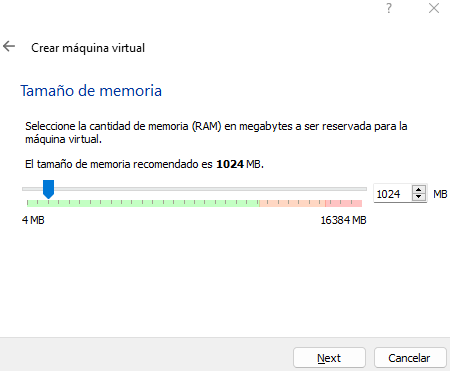 ?
Crear máquina virtual
Tamaño de memoria
Seleccione la cantidad de memoria (RAM) en megabytes a ser reservada para la
máquina virtual.
El tamaño de memoria recomendado es 1024 MB.
1024 MB
4 MB 16384 MB
Next Cancelar